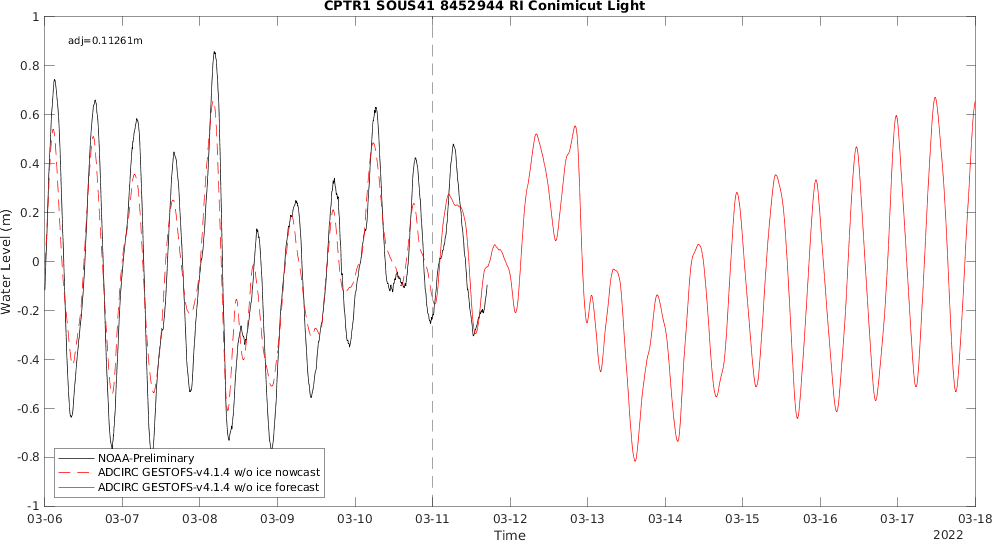 CPTR1 SOUS41 8452944 RI Conimicut Light
adj=0.11261m
1
0.8
0.6
0.4
0.2
0
-0.2
-0.4
-0.6
-0.8
-1
Water Level (m)
NOAA-Preliminary
ADCIRC GESTOFS-v4.1.4 w/o ice nowcast
ADCIRC GESTOFS-v4.1.4 w/o ice forecast
03-06 03-07 03-08 03-09 03-10 03-11 03-12 03-13 03-14 03-15 03-16 03-17 03-18
Time
2022